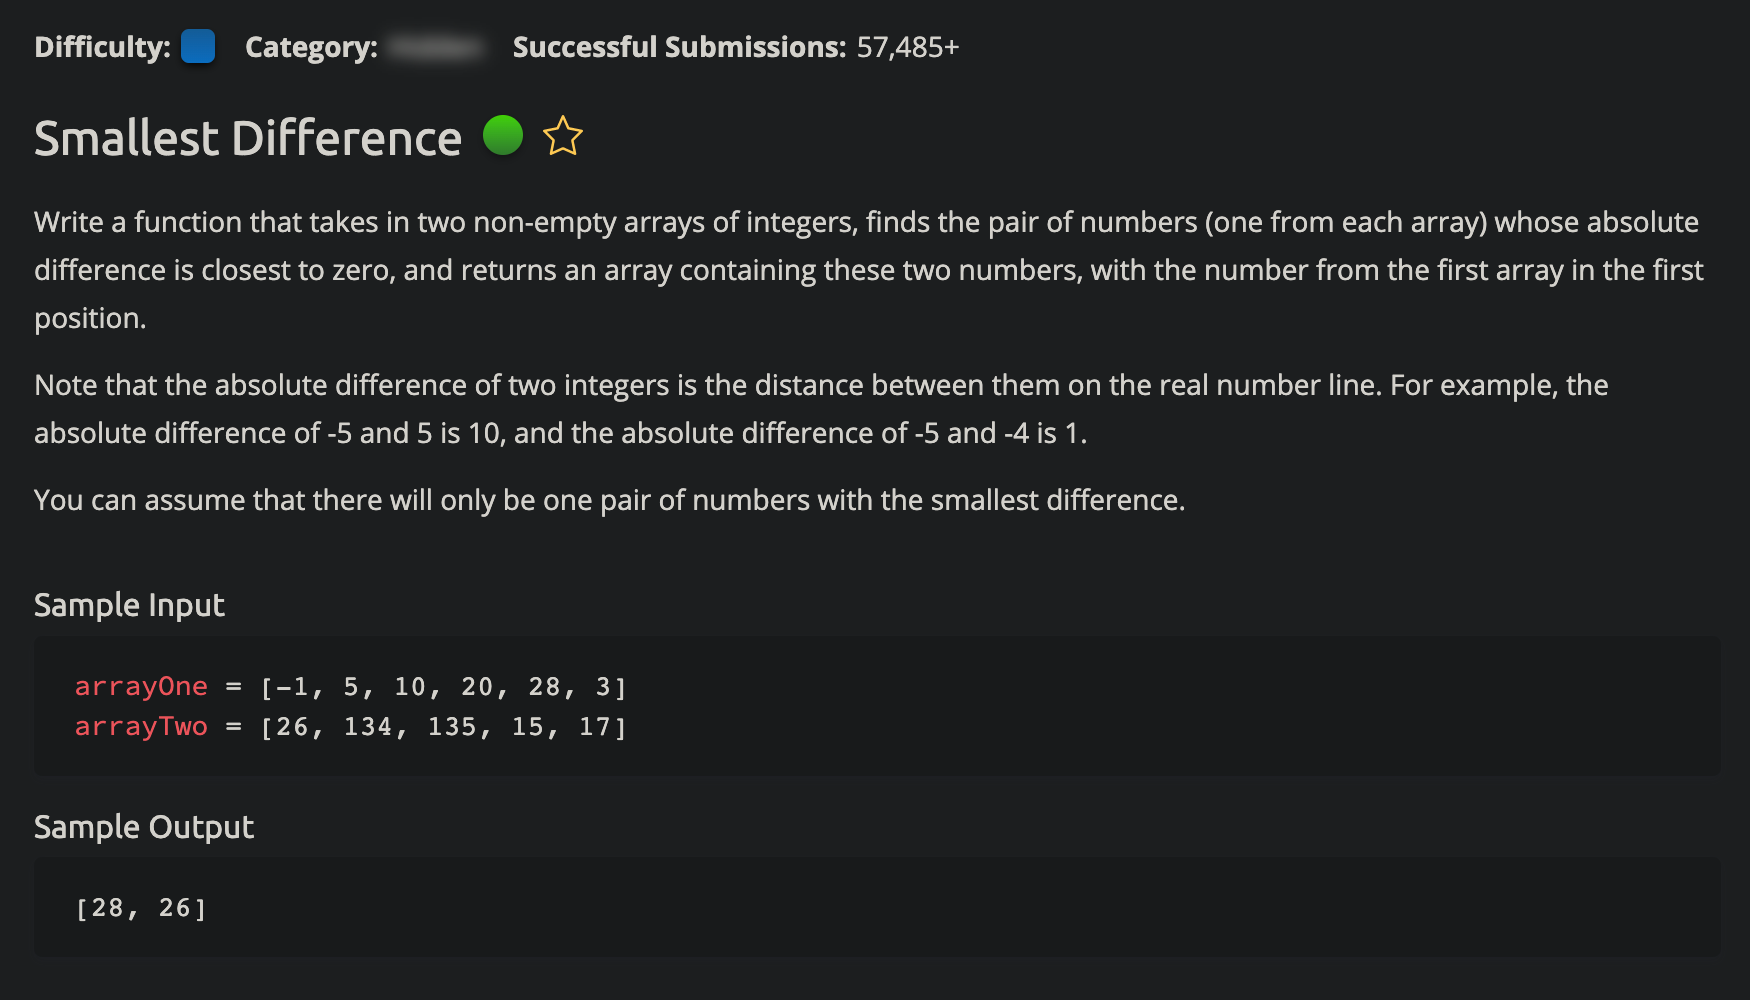 Difficulty: Category: Successful Submissions: 57,485+
Smallest Difference
Write a function that takes in two non-empty arrays of integers, finds the pair of numbers (one from each array) whose absolute
difference is closest to zero, and returns an array containing these two numbers, with the number from the first array in the first
position.
Note that the absolute difference of two integers is the distance between them on the real number line. For example, the
absolute difference of -5 and 5 is 10, and the absolute difference of -5 and -4 is 1.
You can assume that there will only be one pair of numbers with the smallest difference.
Sample Input
arrayOne = [-1, 5, 10, 20, 28, 3]
arrayTwo = [26, 134, 135, 15, 17]
Sample Output
[28, 26]